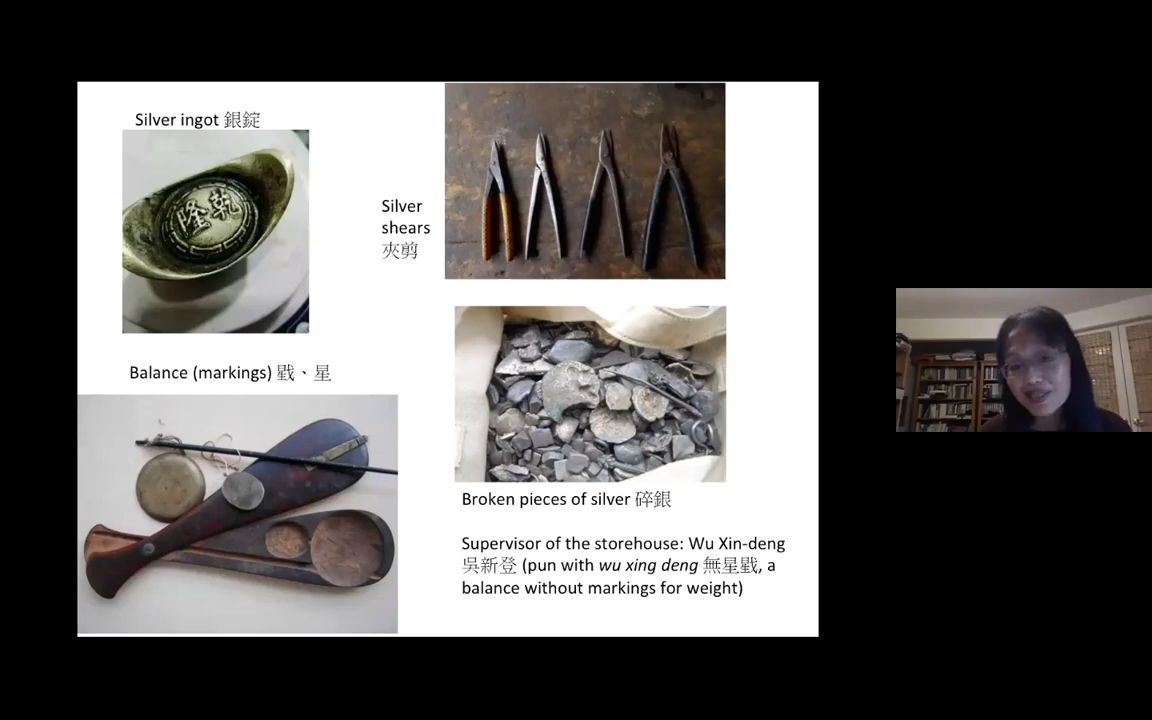 Silver ingot 銀錠
乾
隆
Silver
shears
夾剪
Balance (markings) 戥、星
Broken pieces of silver 碎銀
Supervisor of the storehouse: Wu Xin-deng
吳新登 (pun with wu xing deng 無星戥, a
balance without markings for weight)